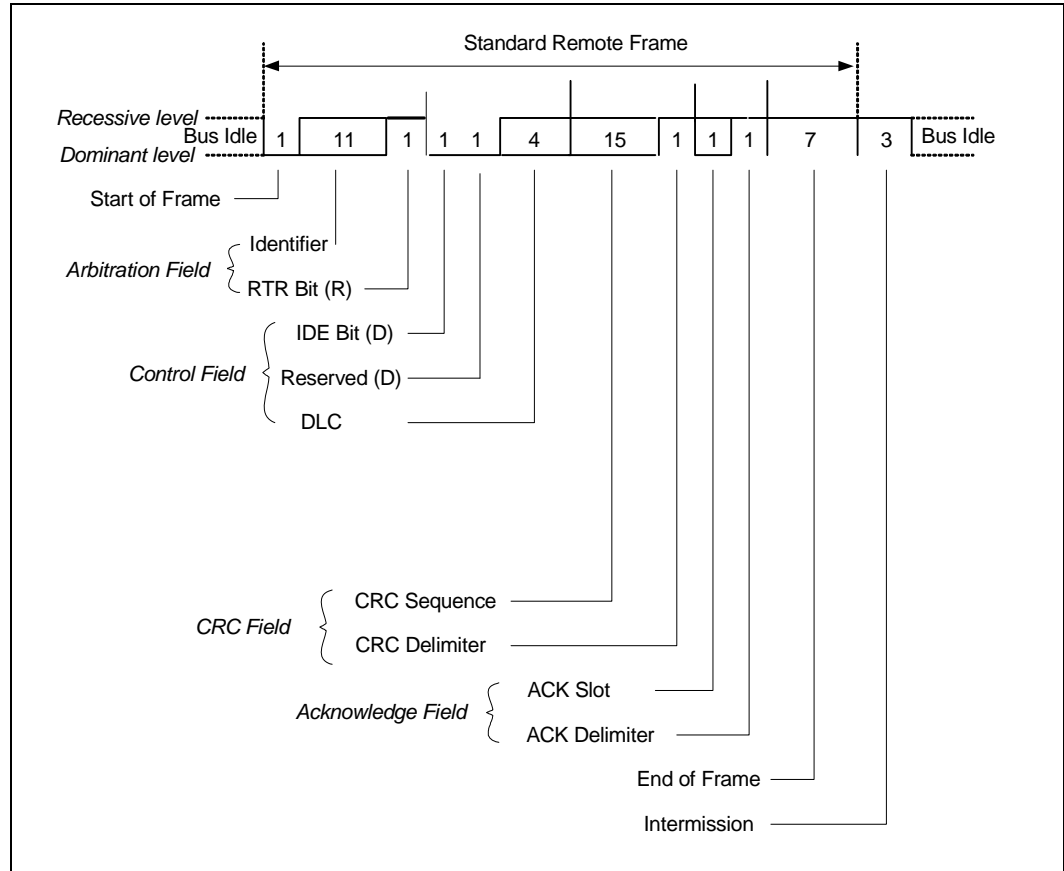 Standard Remote Frame
Recessive level
Bus Idle 1 11 1 1 1 4 15 1 1 1 7 3 Bus Idle
Dominant level
Start of Frame
Identifier
Arbitration Field
RTR Bit (R)
IDE Bit (D)
Control Field
Reserved (D)
DLC
CRC Sequence
CRC Field
CRC Delimiter
ACK Slot
Acknowledge Field
ACK Delimiter
End of Frame
Intermission